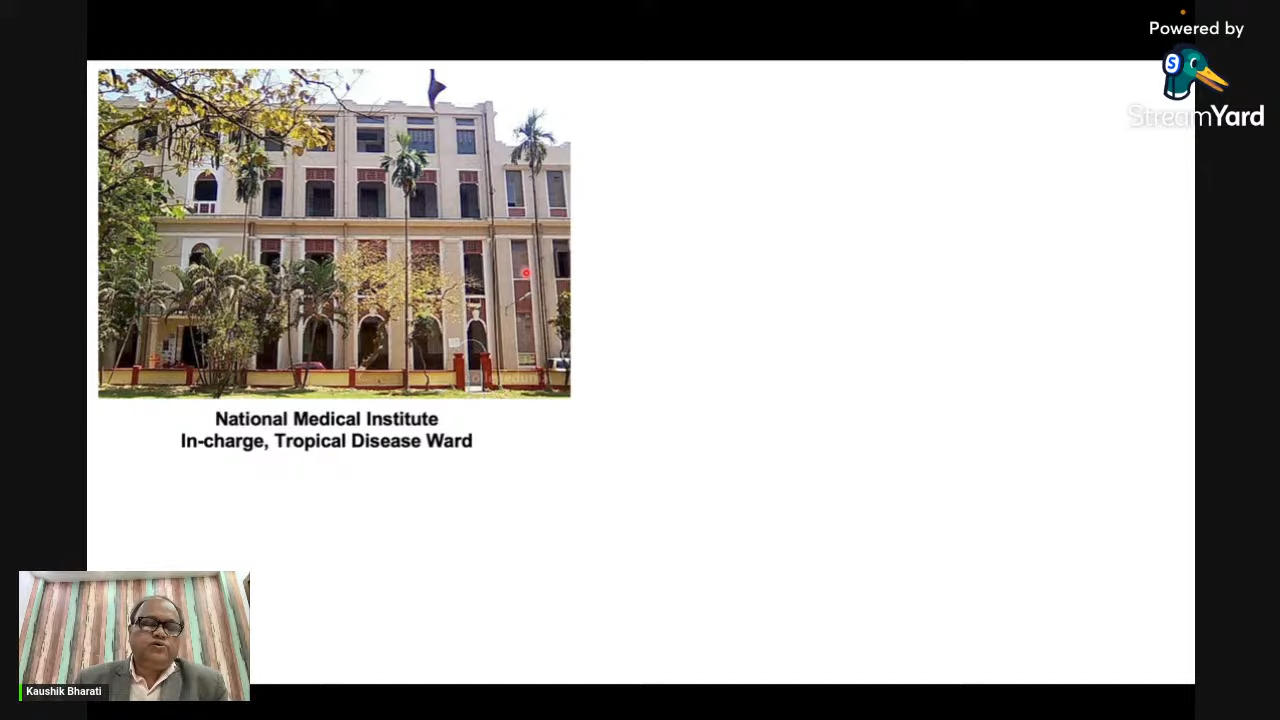 Powered by
StreamYard
National Medical Institute
In-charge, Tropical Disease Ward
Kaushik Bharati